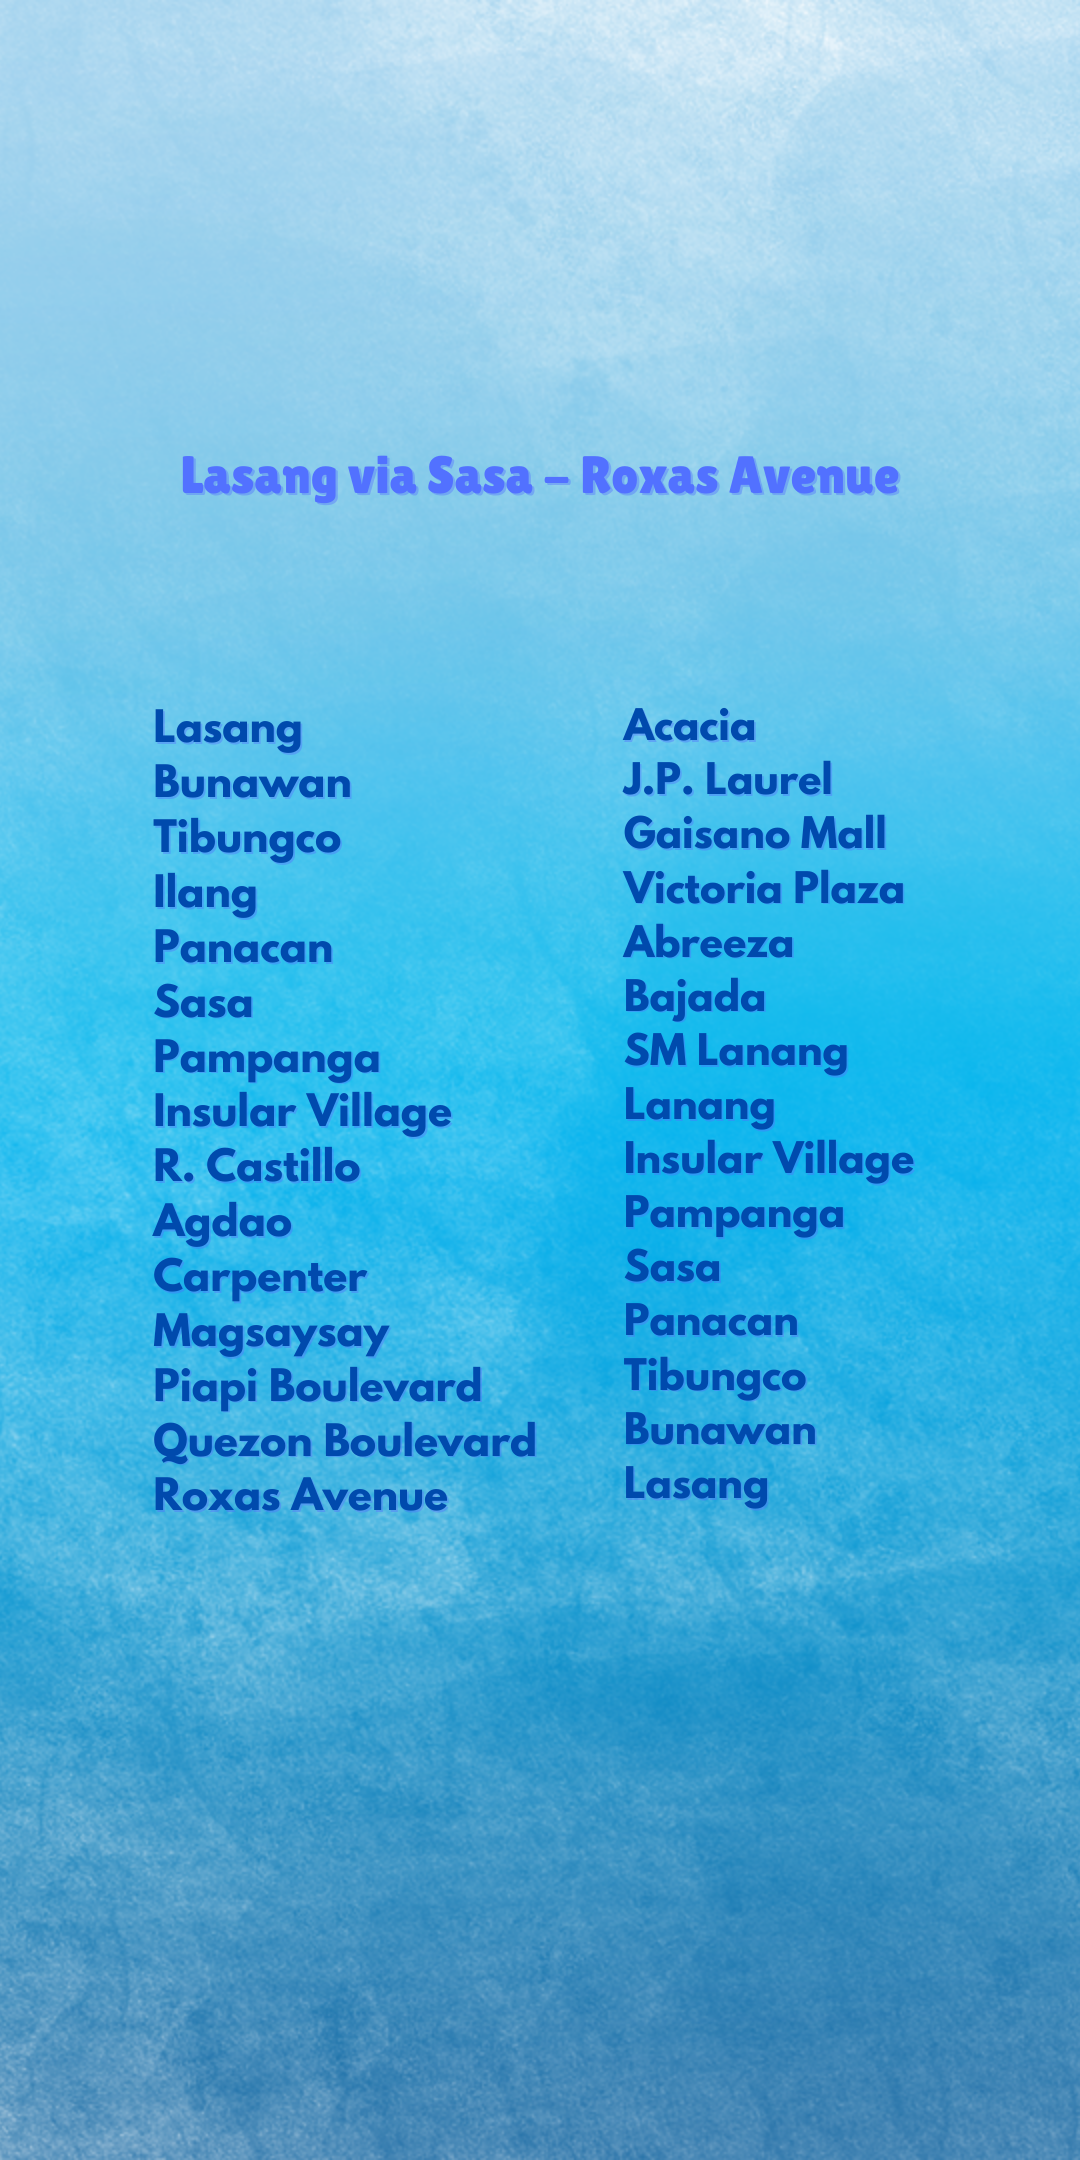 Lasang via Sasa – Roxas Avenue
Lasang
Bunawan
Tibungco
Ilang
Panacan
Sasa
Pampanga
Insular Village
R. Castillo
Agdao
Carpenter
Magsaysay
Piapi Boulevard
Quezon Boulevard
Roxas Avenue
Acacia
J.P. Laurel
Gaisano Mall
Victoria Plaza
Abreeza
Bajada
SM Lanang
Lanang
Insular Village
Pampanga
Sasa
Panacan
Tibungco
Bunawan
Lasang